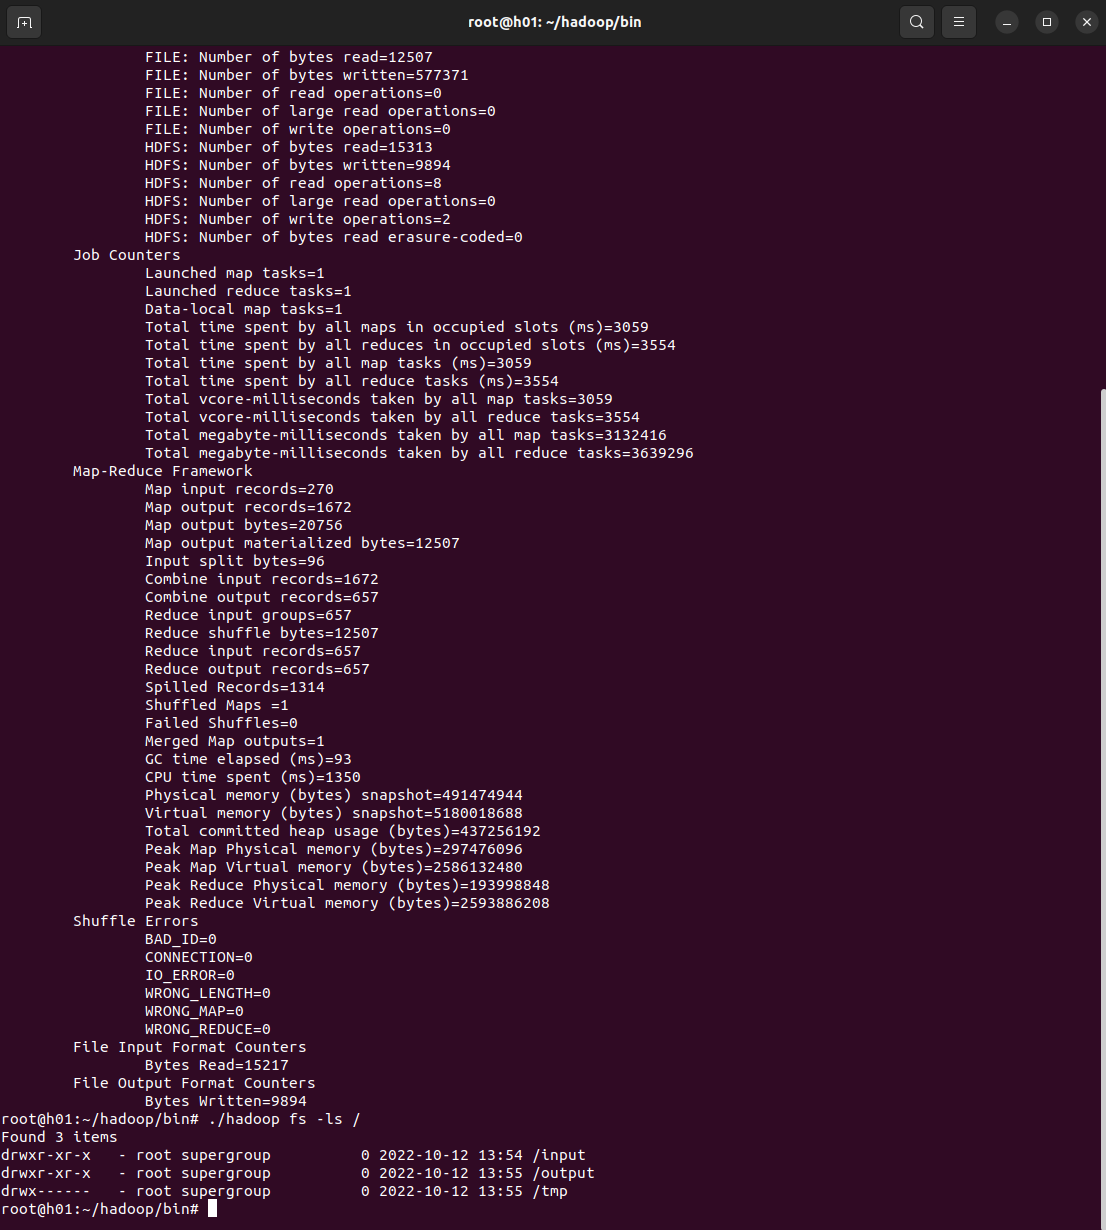 root@h01: ~/hadoop/bin
FILE: Number of bytes read=12507
FILE: Number of bytes written=577371
FILE: Number of read operations=0
FILE: Number of large read operations=0
FILE: Number of write operations=0
HDFS: Number of bytes read=15313
HDFS: Number of bytes written=9894
HDFS: Number of read operations=8
HDFS: Number of large read operations=0
HDFS: Number of write operations=2
HDFS: Number of bytes read erasure-coded=0
Job Counters
Launched map tasks=1
Launched reduce tasks=1
Data-local map tasks=1
Total time spent by all maps in occupied slots (ms)=3059
Total time spent by all reduces in occupied slots (ms)=3554
Total time spent by all map tasks (ms)=3059
Total time spent by all reduce tasks (ms)=3554
Total vcore-milliseconds taken by all map tasks=3059
Total vcore-milliseconds taken by all reduce tasks=3554
Total megabyte-milliseconds taken by all map tasks=3132416
Total megabyte-milliseconds taken by all reduce tasks=3639296
Map-Reduce Framework
Map input records=270
Map output records=1672
Map output bytes=20756
Map output materialized bytes=12507
Input split bytes=96
Combine input records=1672
Combine output records=657
Reduce input groups=657
Reduce shuffle bytes=12507
Reduce input records=657
Reduce output records=657
Spilled Records=1314
Shuffled Maps =1
Failed Shuffles=0
Merged Map outputs=1
GC time elapsed (ms)=93
CPU time spent (ms)=1350
Physical memory (bytes) snapshot=491474944
Virtual memory (bytes) snapshot=5180018688
Total committed heap usage (bytes)=437256192
Peak Map Physical memory (bytes)=297476096
Peak Map Virtual memory (bytes)=2586132480
Peak Reduce Physical memory (bytes)=193998848
Peak Reduce Virtual memory (bytes)=2593886208
Shuffle Errors
BAD_ID=0
CONNECTION=0
IO_ERROR=0
WRONG_LENGTH=0
WRONG_MAP=0
WRONG_REDUCE=0
File Input Format Counters
Bytes Read=15217
File Output Format Counters
Bytes Written=9894
root@h01:~/hadoop/bin# ./hadoop fs -ls /
Found 3 items
drwxr-xr-x   - root supergroup          0 2022-10-12 13:54 /input
drwxr-xr-x   - root supergroup          0 2022-10-12 13:55 /output
drwx------   - root supergroup          0 2022-10-12 13:55 /tmp
root@h01:~/hadoop/bin#